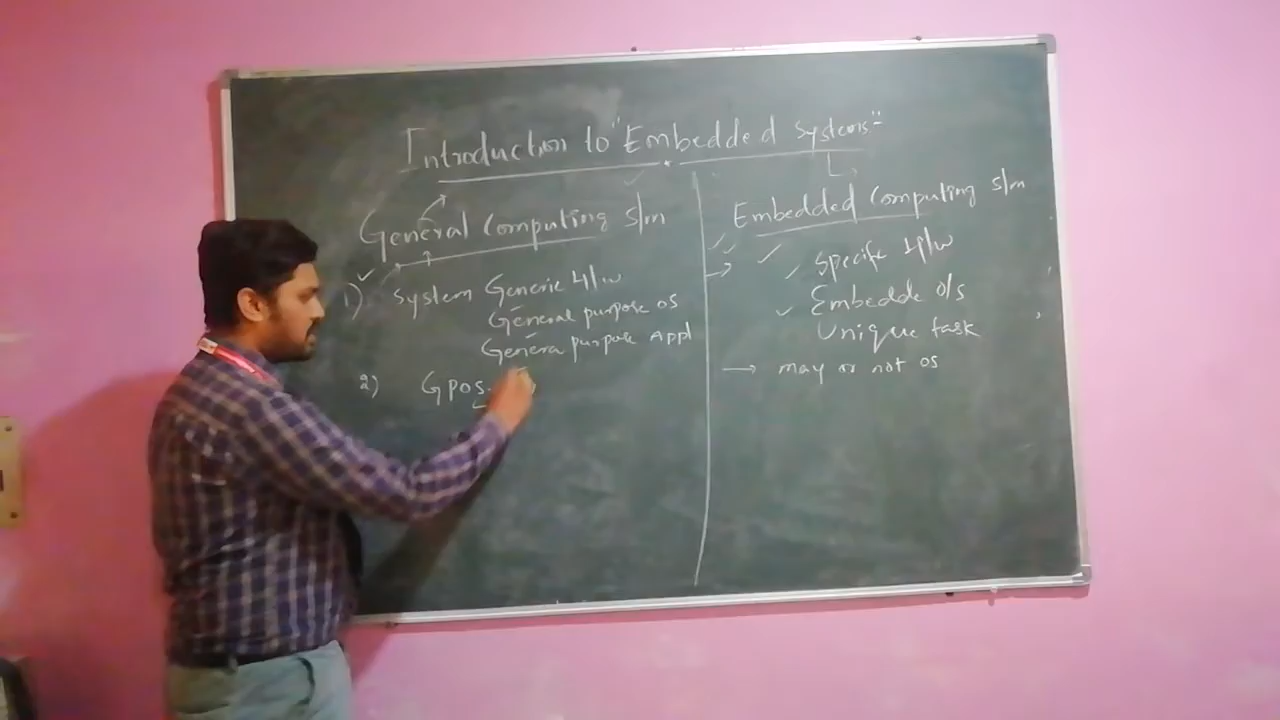 Introduction to "Embedded Systems"
General Computing s/m
1) System Generic H/w
General purpose os
Genera purpose Appl
2) Gpos.
Embedded Computing s/m
Specific H/w
Embedde o/s
Unique task
→ may or not os